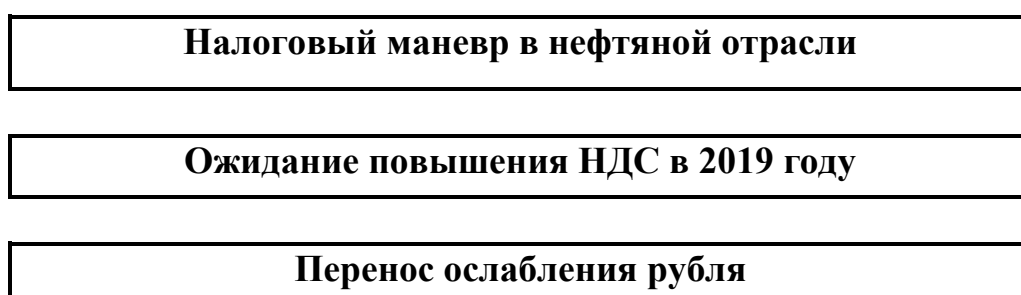 Налоговый маневр в нефтяной отрасли
Ожидание повышения НДС в 2019 году
Перенос ослабления рубля